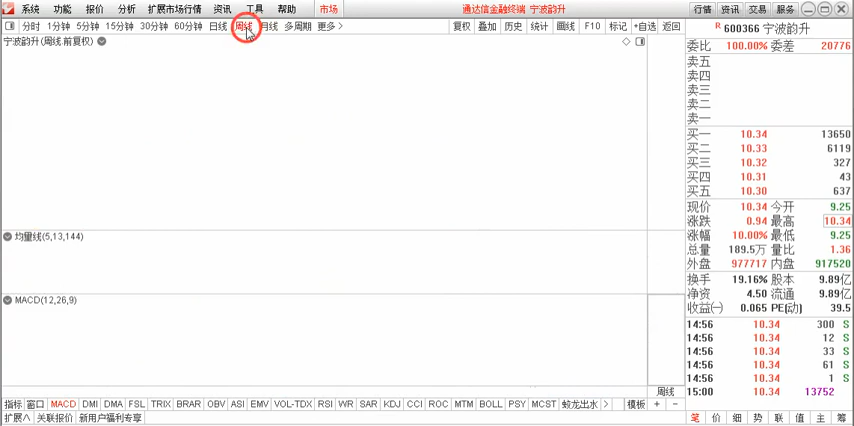 系统 功能 报价 分析 扩展市场行情 资讯 工具 帮助 市场 通达信金融终端 宁波韵升 行情 资讯 交易 服务
分时 1分钟 5分钟 15分钟 30分钟 60分钟 日线 周线 月线 多周期 更多> 复权 叠加 历史 统计 画线 F10 标记 +自选 返回
宁波韵升(周线 前复权)
R 600366 宁波韵升
委比 100.00% 委差 20776
卖五
卖四
卖三
卖二
卖一
买一 10.34 13650
买二 10.33 6119
买三 10.32 327
买四 10.31 43
买五 10.30 637
现价 10.34 今开 9.25
涨跌 0.94 最高 10.34
涨幅 10.00% 最低 9.25
总量 189.5万 量比 1.36
外盘 977717 内盘 917520
换手 19.16% 股本 9.89亿
净资 4.50 流通 9.89亿
收益(一) 0.065 PE(动) 39.5
14:56 10.34 300 S
14:56 10.34 12 S
14:56 10.34 33 S
14:56 10.34 61 S
14:56 10.34 1 S
15:00 10.34 13752
均量线(5,13,144)
MACD(12,26,9)
周线
指标 窗口 MACD DMI DMA FSL TRIX BRAR OBV ASI EMV VOL-TDX RSI WR SAR KDJ CCI ROC MTM BOLL PSY MCST 蛟龙出水 > 模板 + -
扩展∧ 关联报价 新用户福利专享
笔 价 细 势 联 值 主 筹